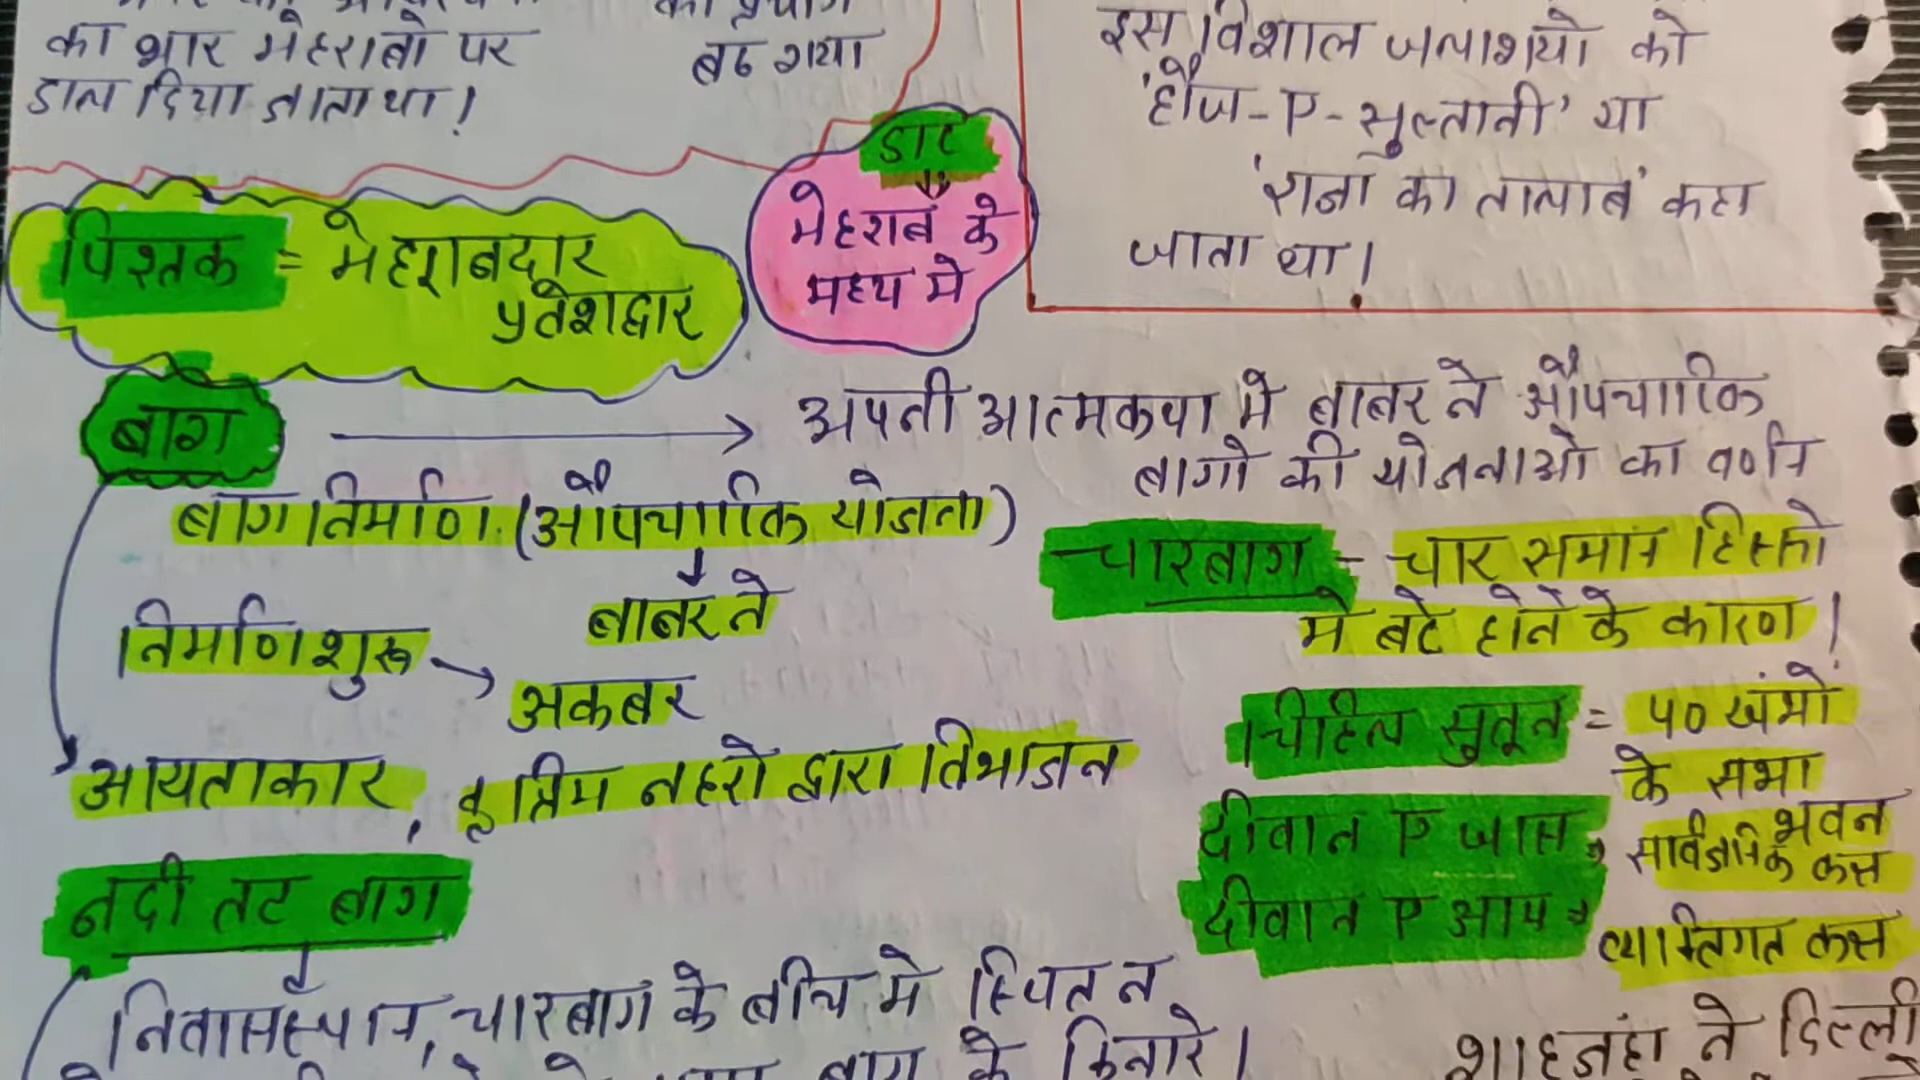 का भार मेहराबो पर
डाल दिया जाता था!
बढ गया
इस विशाल जलाशयो को
'हौज-ए-सुल्तानी' या
'राजा का तालाब' कहा
जाता था!
डाट
मेहराब के
मध्य मे
पिश्तक = मेहराबदार
प्रवेशद्वार
बाग → अपनी आत्मकथा मे बाबर ने औपचारिक
बागो की योजनाओ का वर्णन
बाग निर्माण (औपचारिक योजना)
↓
बाबर ने
निर्माण शुरू → अकबर
आयताकार, कृत्रिम नहरो द्वारा विभाजन
चारबाग - चार समान हिस्सो
मे बटे होने के कारण!
चिहिल सुतून = 40 खंभो
के सभा
भवन
दीवान ए खास → सार्वजनिक कक्ष
दीवान ए आम → व्यक्तिगत कक्ष
नदी तट बाग
निवासस्थान, चारबाग के बीच मे स्थित न
बाग के किनारे।
शाहजहां ने दिल्ली